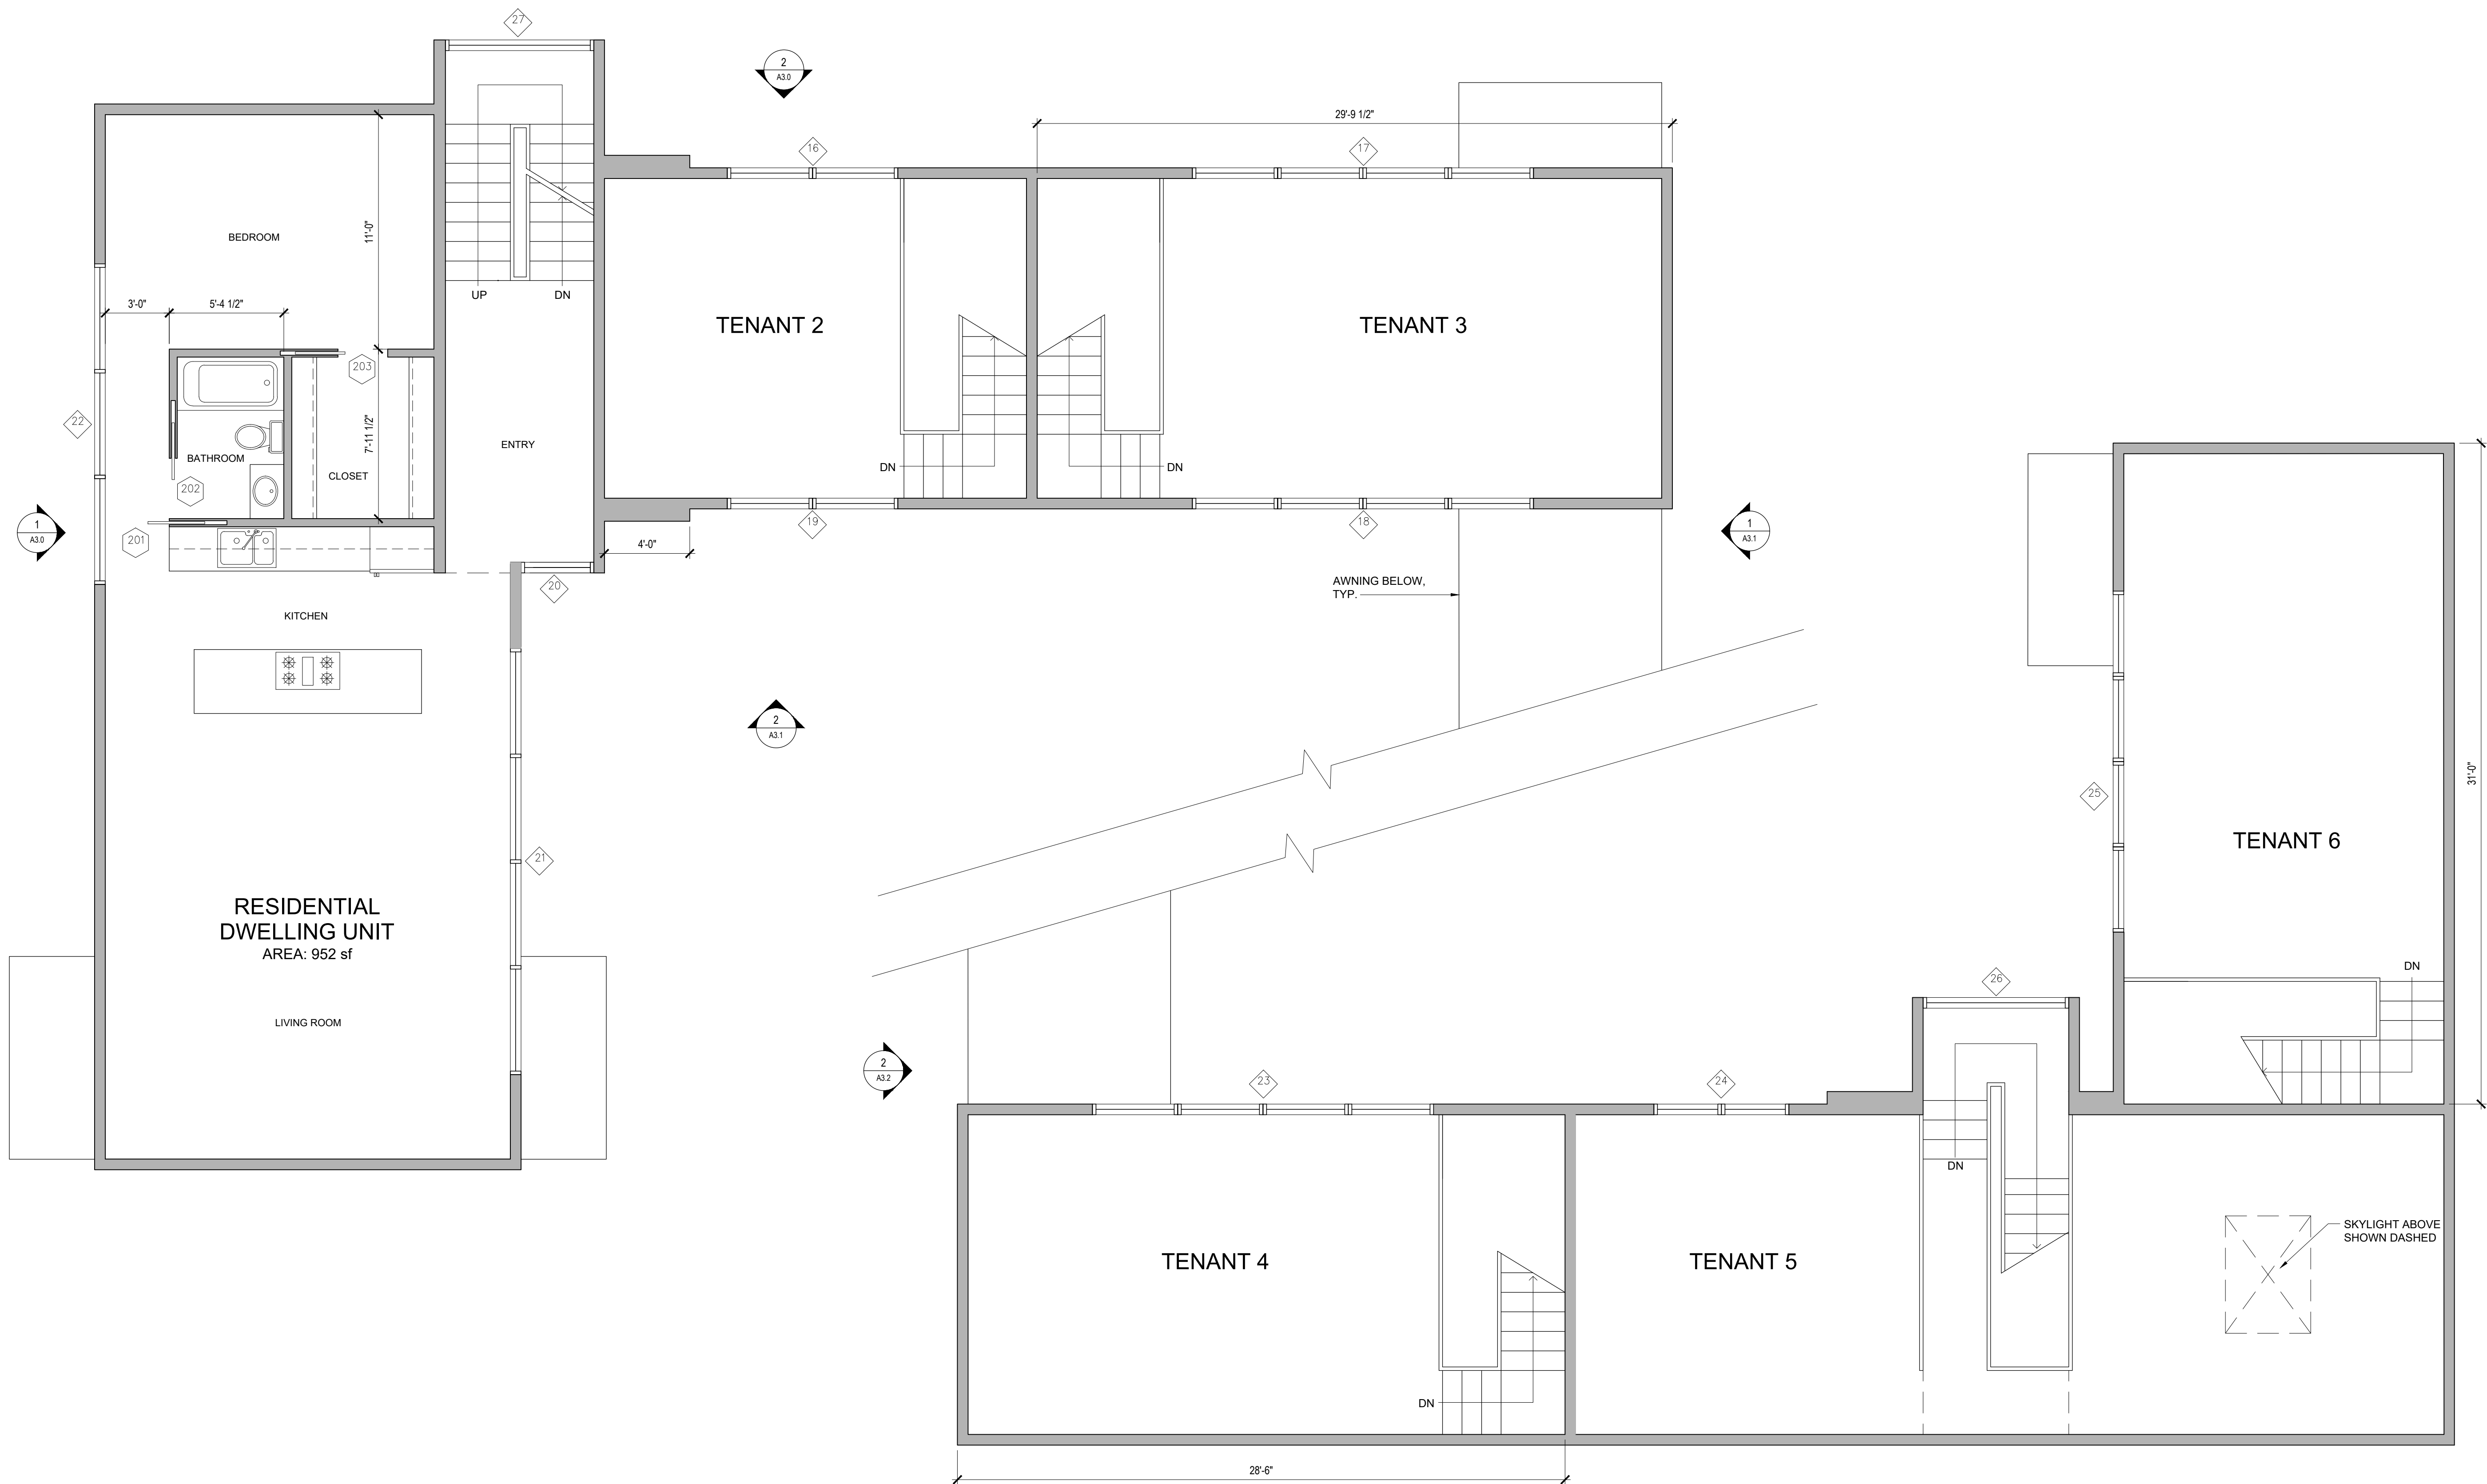 27
2
A3.0
29'-9 1/2"
16
17
BEDROOM
11'-0"
UP
DN
3'-0"
5'-4 1/2"
TENANT 2
TENANT 3
203
22
7'-11 1/2"
BATHROOM
CLOSET
ENTRY
DN
DN
202
1
A3.0
201
19
18
1
A3.1
4'-0"
20
AWNING BELOW,
TYP.
KITCHEN
2
A3.1
31'-0"
25
TENANT 6
21
RESIDENTIAL
DWELLING UNIT
AREA: 952 sf
DN
26
LIVING ROOM
2
A3.2
23
24
DN
SKYLIGHT ABOVE
SHOWN DASHED
TENANT 4
TENANT 5
DN
28'-6"